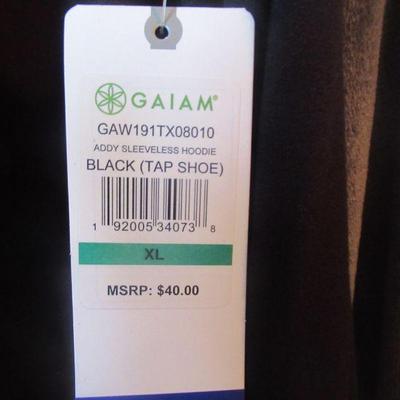 GAIAM®
GAW191TX08010
ADDY SLEEVELESS HOODIE
BLACK (TAP SHOE)
1 92005 34073 8
XL
MSRP: $40.00